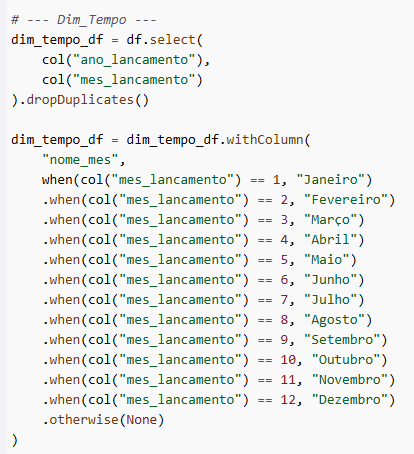 # --- Dim_Tempo ---
dim_tempo_df = df.select(
    col("ano_lancamento"),
    col("mes_lancamento")
).dropDuplicates()

dim_tempo_df = dim_tempo_df.withColumn(
    "nome_mes",
    when(col("mes_lancamento") == 1, "Janeiro")
    .when(col("mes_lancamento") == 2, "Fevereiro")
    .when(col("mes_lancamento") == 3, "Março")
    .when(col("mes_lancamento") == 4, "Abril")
    .when(col("mes_lancamento") == 5, "Maio")
    .when(col("mes_lancamento") == 6, "Junho")
    .when(col("mes_lancamento") == 7, "Julho")
    .when(col("mes_lancamento") == 8, "Agosto")
    .when(col("mes_lancamento") == 9, "Setembro")
    .when(col("mes_lancamento") == 10, "Outubro")
    .when(col("mes_lancamento") == 11, "Novembro")
    .when(col("mes_lancamento") == 12, "Dezembro")
    .otherwise(None)
)